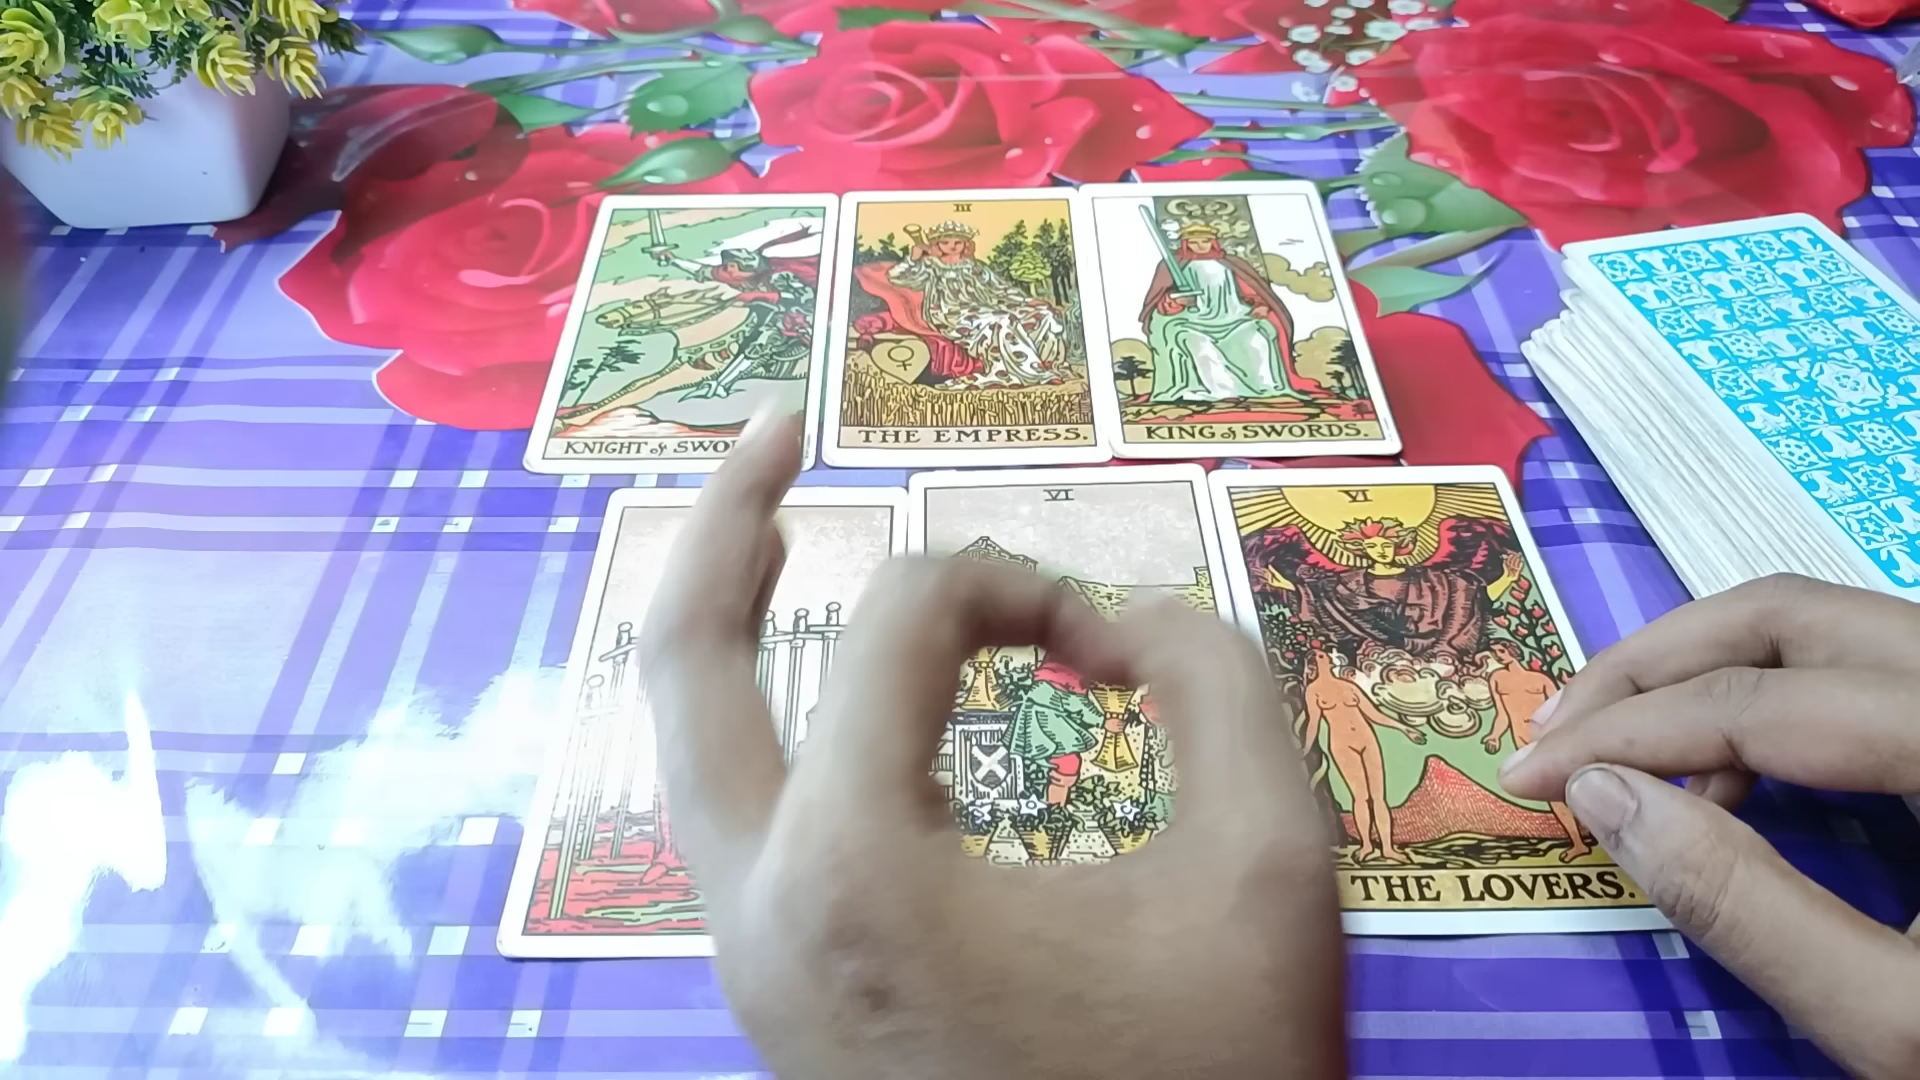 III
KNIGHT of SWO
THE EMPRESS.
KING of SWORDS.
VI
VI
THE LOVERS.